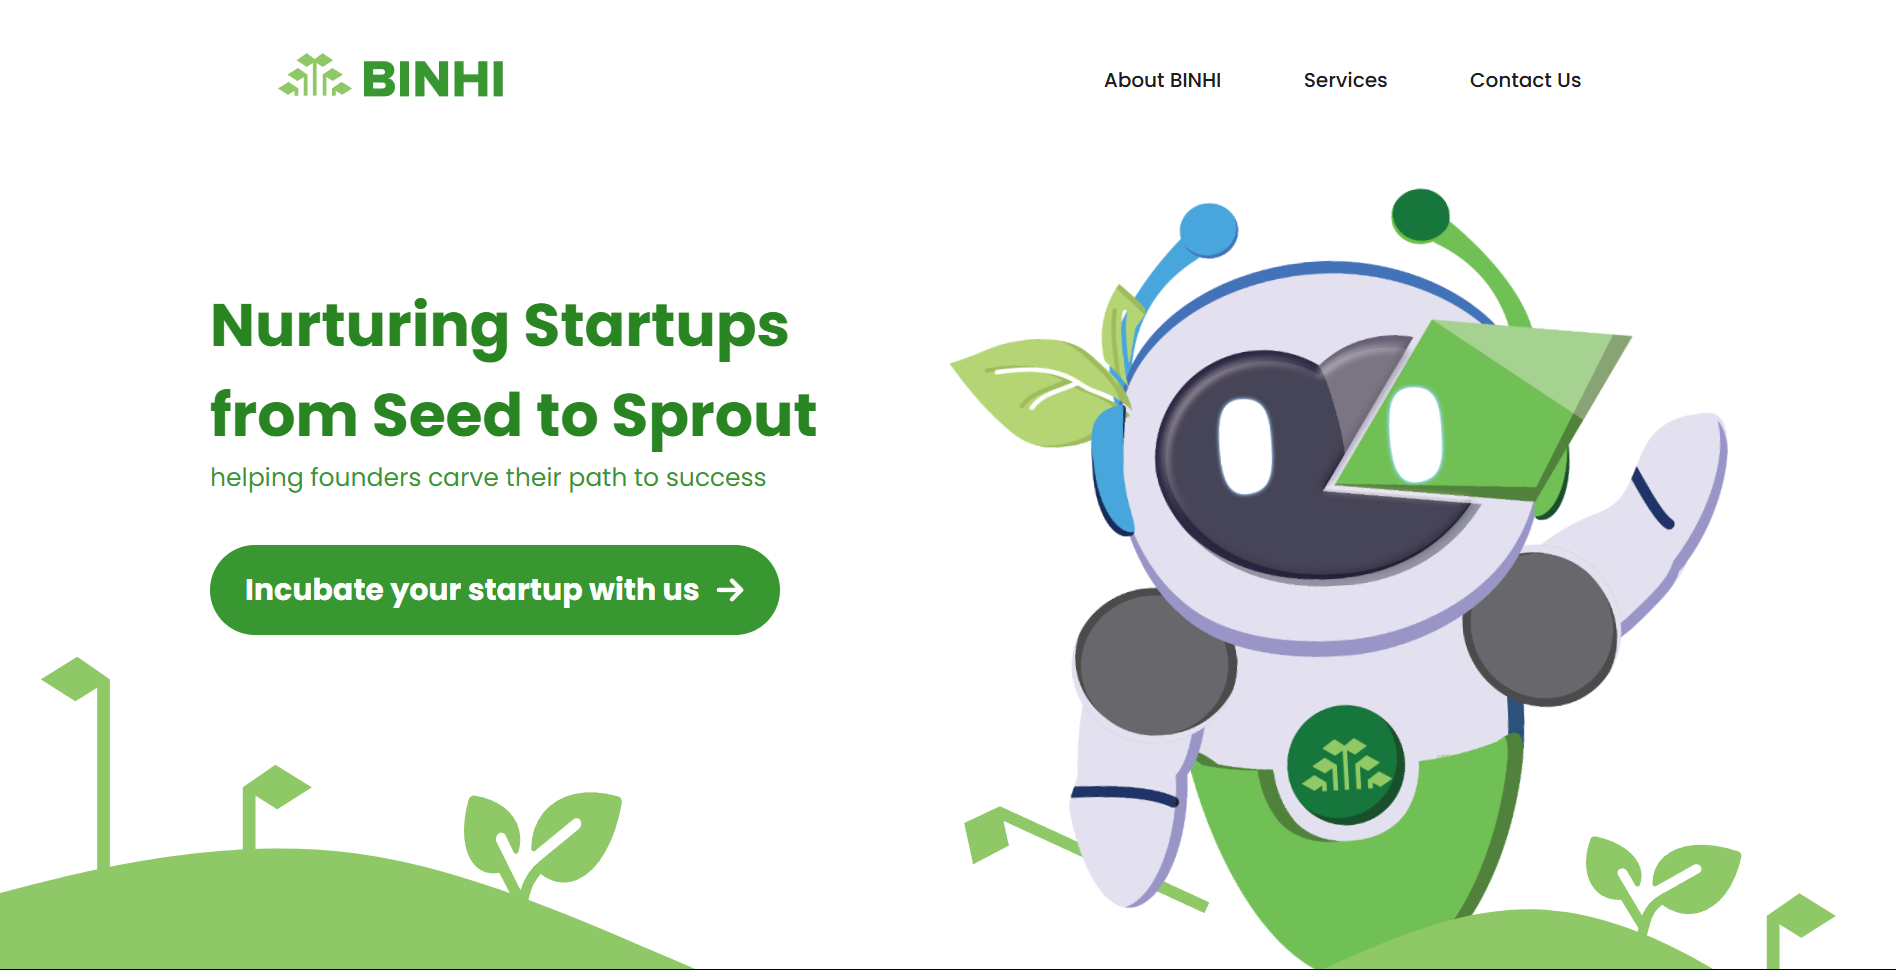 BINHI
About BINHI
Services
Contact Us
Nurturing Startups
from Seed to Sprout
helping founders carve their path to success
Incubate your startup with us